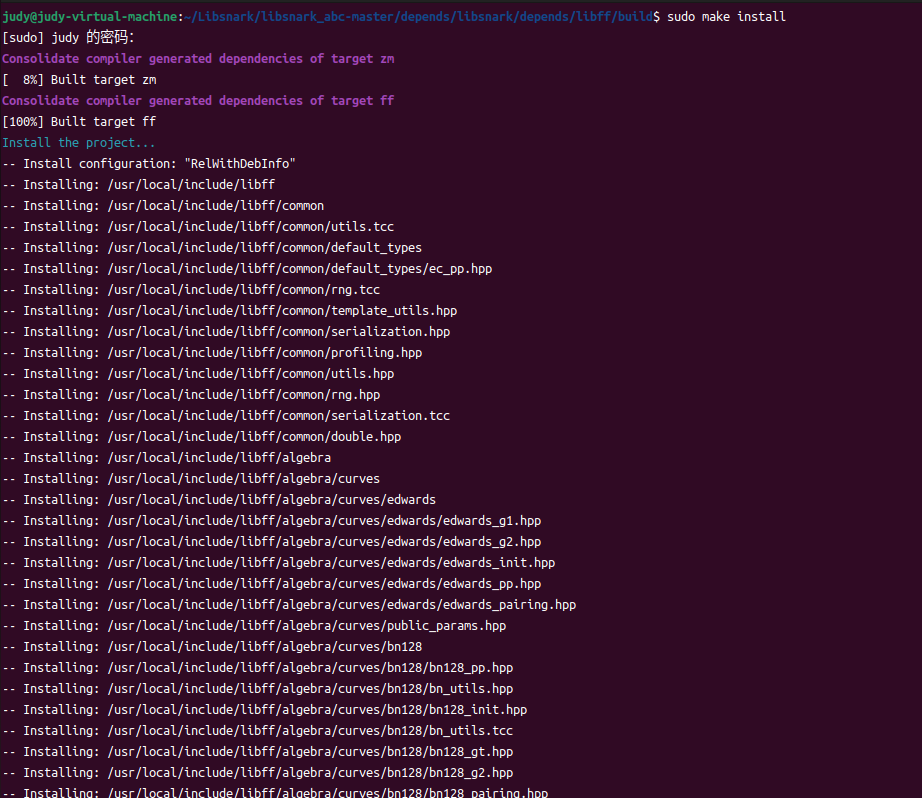 judy@judy-virtual-machine:~/Libsnark/libsnark_abc-master/depends/libsnark/depends/libff/build$ sudo make install
[sudo] judy 的密码：
Consolidate compiler generated dependencies of target zm
[  8%] Built target zm
Consolidate compiler generated dependencies of target ff
[100%] Built target ff
Install the project...
-- Install configuration: "RelWithDebInfo"
-- Installing: /usr/local/include/libff
-- Installing: /usr/local/include/libff/common
-- Installing: /usr/local/include/libff/common/utils.tcc
-- Installing: /usr/local/include/libff/common/default_types
-- Installing: /usr/local/include/libff/common/default_types/ec_pp.hpp
-- Installing: /usr/local/include/libff/common/rng.tcc
-- Installing: /usr/local/include/libff/common/template_utils.hpp
-- Installing: /usr/local/include/libff/common/serialization.hpp
-- Installing: /usr/local/include/libff/common/profiling.hpp
-- Installing: /usr/local/include/libff/common/utils.hpp
-- Installing: /usr/local/include/libff/common/rng.hpp
-- Installing: /usr/local/include/libff/common/serialization.tcc
-- Installing: /usr/local/include/libff/common/double.hpp
-- Installing: /usr/local/include/libff/algebra
-- Installing: /usr/local/include/libff/algebra/curves
-- Installing: /usr/local/include/libff/algebra/curves/edwards
-- Installing: /usr/local/include/libff/algebra/curves/edwards/edwards_g1.hpp
-- Installing: /usr/local/include/libff/algebra/curves/edwards/edwards_g2.hpp
-- Installing: /usr/local/include/libff/algebra/curves/edwards/edwards_init.hpp
-- Installing: /usr/local/include/libff/algebra/curves/edwards/edwards_pp.hpp
-- Installing: /usr/local/include/libff/algebra/curves/edwards/edwards_pairing.hpp
-- Installing: /usr/local/include/libff/algebra/curves/public_params.hpp
-- Installing: /usr/local/include/libff/algebra/curves/bn128
-- Installing: /usr/local/include/libff/algebra/curves/bn128/bn128_pp.hpp
-- Installing: /usr/local/include/libff/algebra/curves/bn128/bn_utils.hpp
-- Installing: /usr/local/include/libff/algebra/curves/bn128/bn128_init.hpp
-- Installing: /usr/local/include/libff/algebra/curves/bn128/bn_utils.tcc
-- Installing: /usr/local/include/libff/algebra/curves/bn128/bn128_gt.hpp
-- Installing: /usr/local/include/libff/algebra/curves/bn128/bn128_g2.hpp
-- Installing: /usr/local/include/libff/algebra/curves/bn128/bn128_pairing.hpp